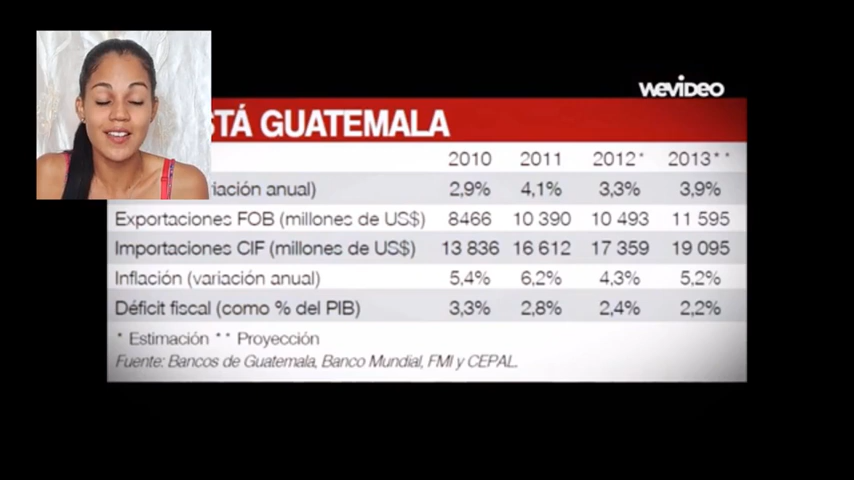 wevideo
STÁ GUATEMALA
2010 2011 2012* 2013**
riación anual) 2,9% 4,1% 3,3% 3,9%
Exportaciones FOB (millones de US$) 8466 10 390 10 493 11 595
Importaciones CIF (millones de US$) 13 836 16 612 17 359 19 095
Inflación (variación anual) 5,4% 6,2% 4,3% 5,2%
Déficit fiscal (como % del PIB) 3,3% 2,8% 2,4% 2,2%
* Estimación ** Proyección
Fuente: Bancos de Guatemala, Banco Mundial, FMI y CEPAL.